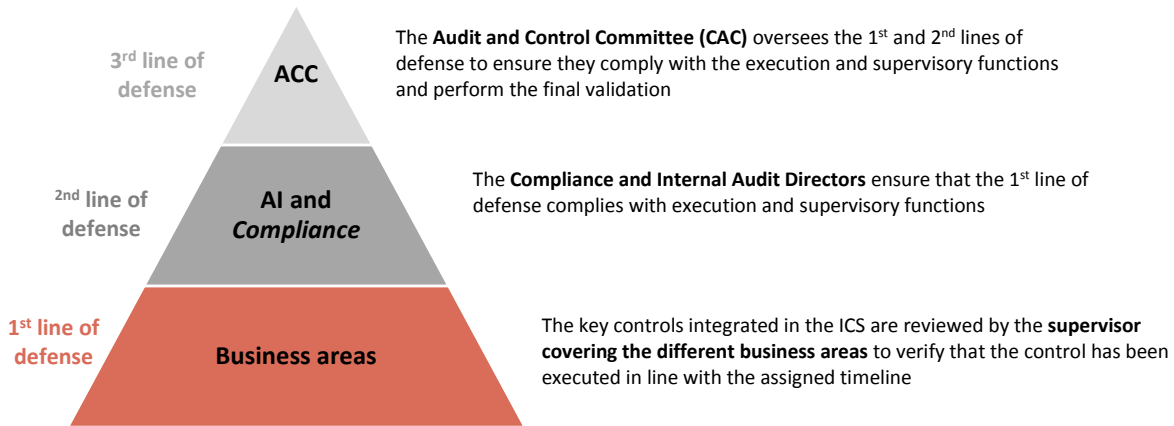 3rd line of
defense
ACC
The Audit and Control Committee (CAC) oversees the 1st and 2nd lines of
defense to ensure they comply with the execution and supervisory functions
and perform the final validation
2nd line of
defense
AI and
Compliance
The Compliance and Internal Audit Directors ensure that the 1st line of
defense complies with execution and supervisory functions
1st line of
defense
Business areas
The key controls integrated in the ICS are reviewed by the supervisor
covering the different business areas to verify that the control has been
executed in line with the assigned timeline